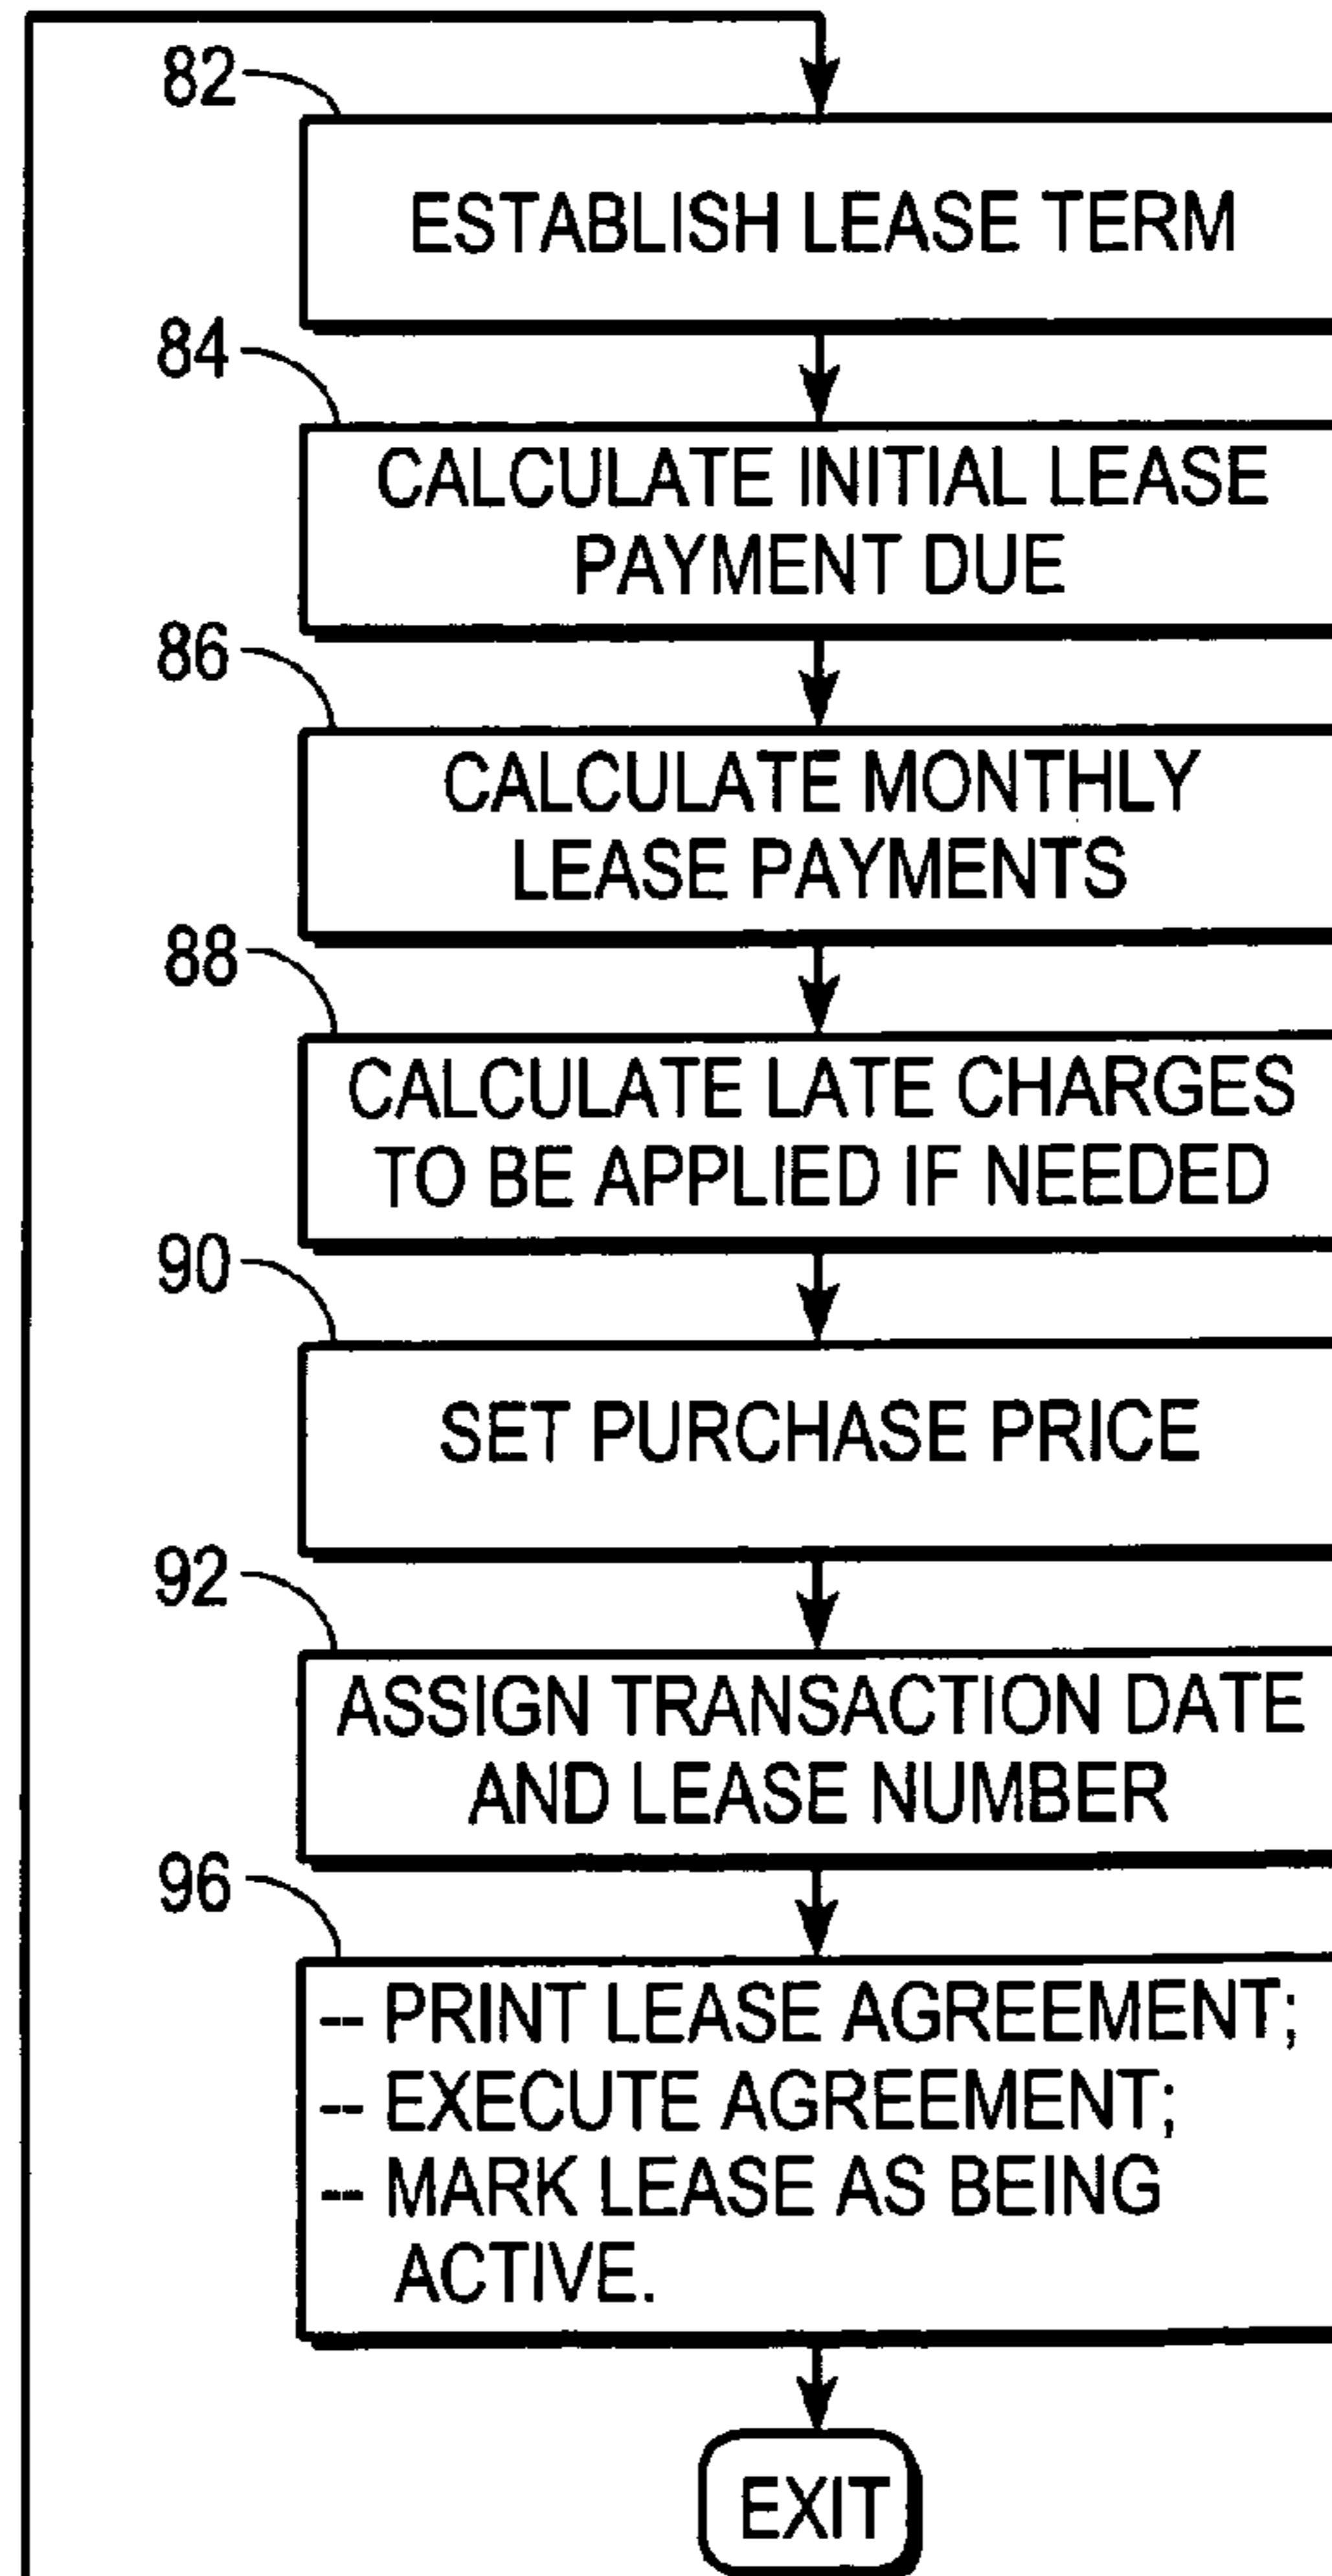 82
ESTABLISH LEASE TERM
84
CALCULATE INITIAL LEASE
PAYMENT DUE
86
CALCULATE MONTHLY
LEASE PAYMENTS
88
CALCULATE LATE CHARGES
TO BE APPLIED IF NEEDED
90
SET PURCHASE PRICE
92
ASSIGN TRANSACTION DATE
AND LEASE NUMBER
96
-- PRINT LEASE AGREEMENT;
-- EXECUTE AGREEMENT;
-- MARK LEASE AS BEING
ACTIVE.
EXIT